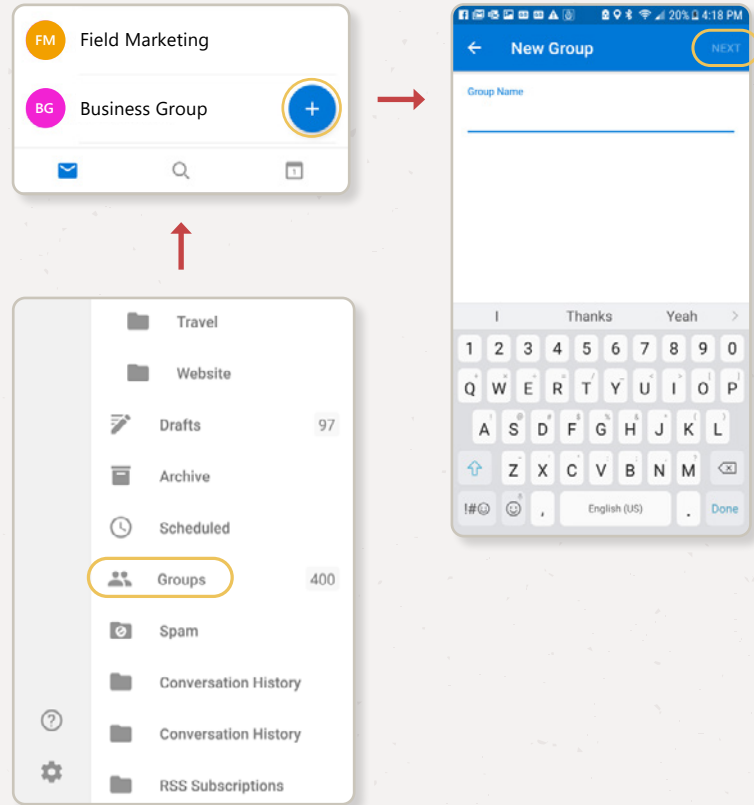 FM Field Marketing
BG Business Group
+
1
20% 4:18 PM
New Group NEXT
Group Name
I Thanks Yeah >
1 2 3 4 5 6 7 8 9 0
Q W E R T Y U I O P
A S D F G H J K L
Z X C V B N M
!#☺ , English (US) . Done
Travel
Website
Drafts 97
Archive
Scheduled
Groups 400
Spam
Conversation History
Conversation History
? 
RSS Subscriptions